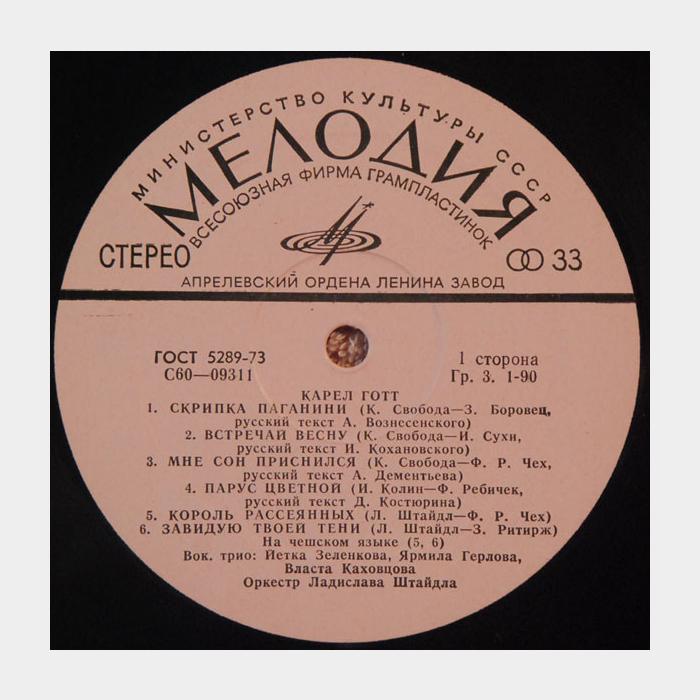 МИНИСТЕРСТВО КУЛЬТУРЫ СССР
МЕЛОДИЯ
ВСЕСОЮЗНАЯ ФИРМА ГРАМПЛАСТИНОК
СТЕРЕО
33
АПРЕЛЕВСКИЙ ОРДЕНА ЛЕНИНА ЗАВОД
ГОСТ 5289-73
1 сторона
С60—09311
Гр. 3. 1-90
КАРЕЛ ГОТТ
1. СКРИПКА ПАГАНИНИ (К. Свобода—З. Боровец,
русский текст А. Вознесенского)
2. ВСТРЕЧАЙ ВЕСНУ (К. Свобода—И. Сухи,
русский текст И. Кохановского)
3. МНЕ СОН ПРИСНИЛСЯ (К. Свобода—Ф. Р. Чех,
русский текст А. Дементьева)
4. ПАРУС ЦВЕТНОЙ (И. Колин—Ф. Ребичек,
русский текст Д. Костюрина)
5. КОРОЛЬ РАССЕЯННЫХ (Л. Штайдл—Ф. Р. Чех)
6. ЗАВИДУЮ ТВОЕЙ ТЕНИ (Л. Штайдл—З. Ритирж)
На чешском языке (5, 6)
Вок. трио: Йетка Зеленкова, Ярмила Герлова,
Власта Каховцова
Оркестр Ладислава Штайдла